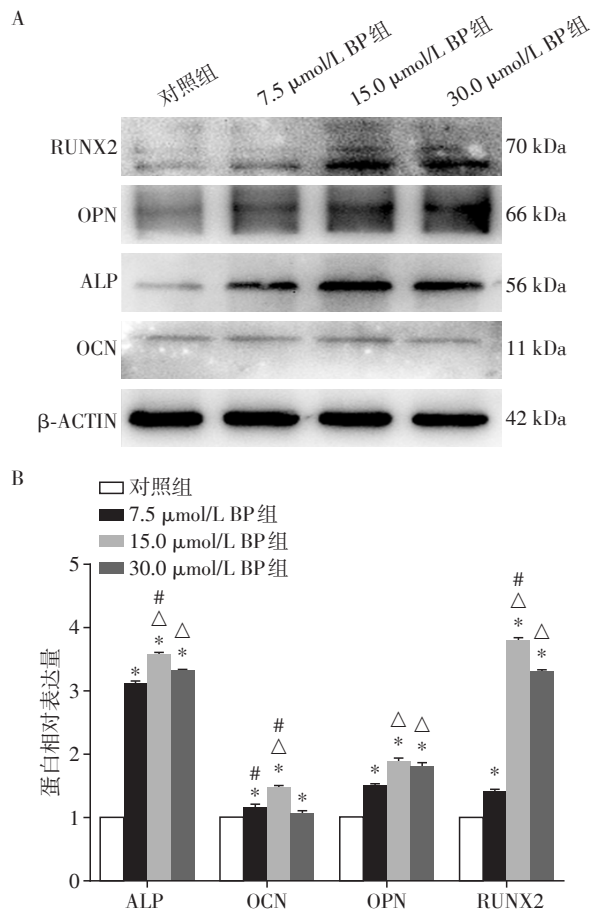 A
对照组 7.5 μmol/L BP组 15.0 μmol/L BP组 30.0 μmol/L BP组
RUNX2 70 kDa
OPN 66 kDa
ALP 56 kDa
OCN 11 kDa
β-ACTIN 42 kDa
B
对照组
7.5 μmol/L BP组
15.0 μmol/L BP组
30.0 μmol/L BP组
蛋白相对表达量
5
4
3
2
1
0
* # △ * △ *
# * # △ * *
* △ * △ *
* # △ * △ *
ALP OCN OPN RUNX2